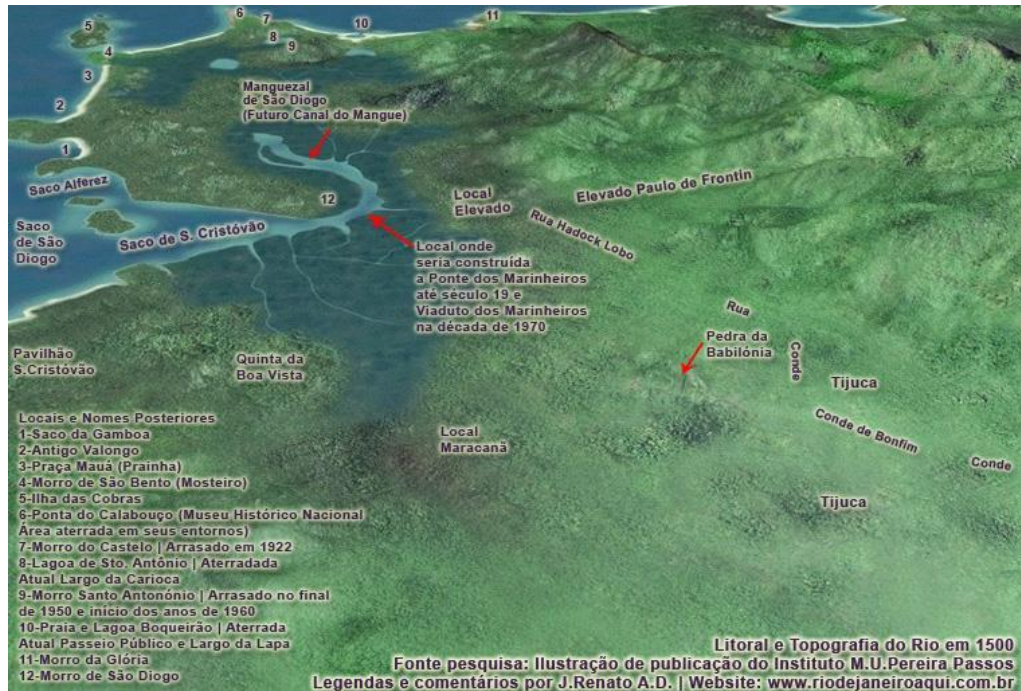 6
7
10
11
5
8
9
4
3
Manguezal
de São Diogo
(Futuro Canal do Mangue)
2
1
Saco Alferez
12
Local
Elevado
Elevado Paulo de Frontin
Rua Hadock Lobo
Saco
de São
Diogo
Saco de S. Cristóvão
Local onde
seria construída
a Ponte dos Marinheiros
até século 19 e
Viaduto dos Marinheiros
na década de 1970
Rua
Pedra da
Babilónia
Conde
Tijuca
Pavilhão
S.Cristóvão
Quinta da
Boa Vista
Conde de Bonfim
Conde
Local
Maracanã
Tijuca
Locais e Nomes Posteriores
1-Saco da Gamboa
2-Antigo Valongo
3-Praça Mauá (Prainha)
4-Morro de São Bento (Mosteiro)
5-Ilha das Cobras
6-Ponta do Calabouço (Museu Histórico Nacional
Área aterrada em seus entornos)
7-Morro do Castelo | Arrasado em 1922
8-Lagoa de Sto. Antônio | Aterradada
Atual Largo da Carioca
9-Morro Santo Antonónio | Arrasado no final
de 1950 e início dos anos de 1960
10-Praia e Lagoa Boqueirão | Aterrada
Atual Passeio Público e Largo da Lapa
11-Morro da Glória
12-Morro de São Diogo
Litoral e Topografia do Rio em 1500
Fonte pesquisa: Ilustração de publicação do Instituto M.U.Pereira Passos
Legendas e comentários por J.Renato A.D. | Website: www.riodejaneiroaqui.com.br